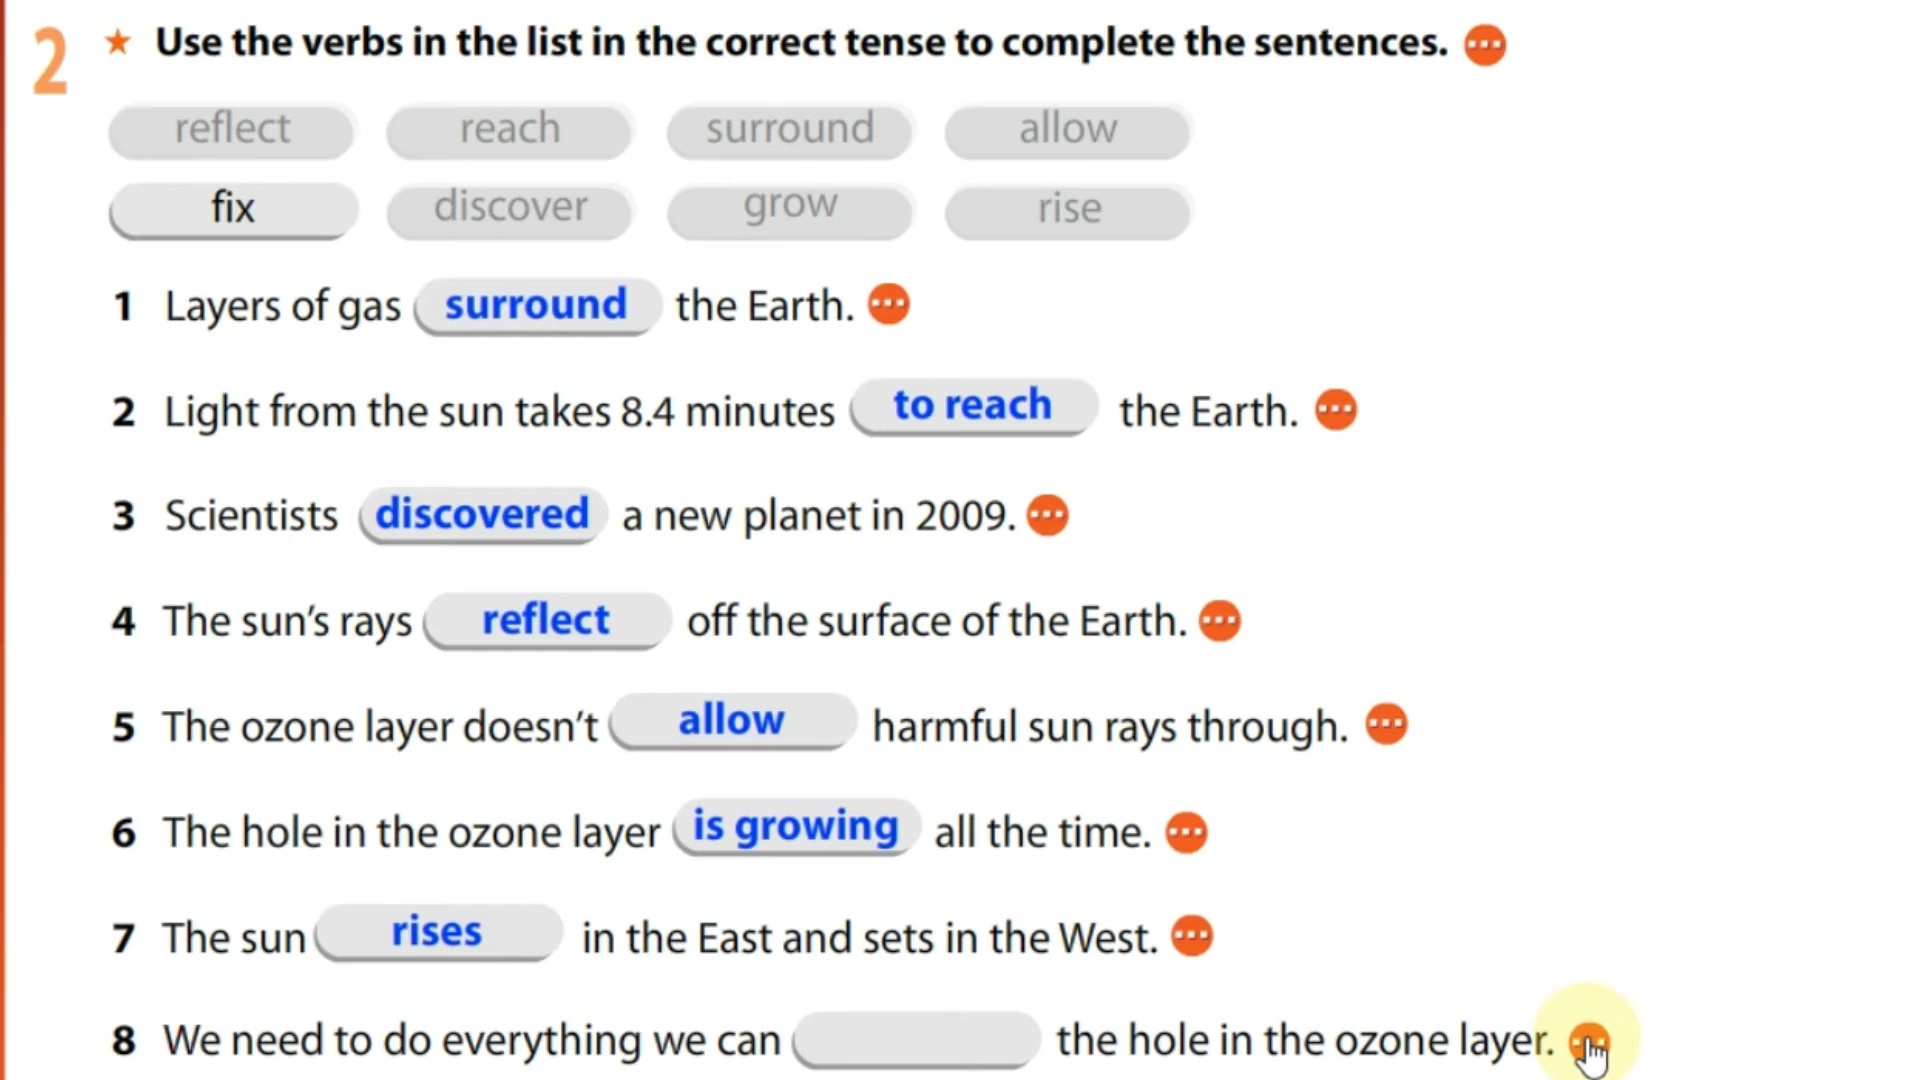 2 ★ Use the verbs in the list in the correct tense to complete the sentences.
reflect reach surround allow
fix discover grow rise
1 Layers of gas surround the Earth.
2 Light from the sun takes 8.4 minutes to reach the Earth.
3 Scientists discovered a new planet in 2009.
4 The sun’s rays reflect off the surface of the Earth.
5 The ozone layer doesn’t allow harmful sun rays through.
6 The hole in the ozone layer is growing all the time.
7 The sun rises in the East and sets in the West.
8 We need to do everything we can the hole in the ozone layer.